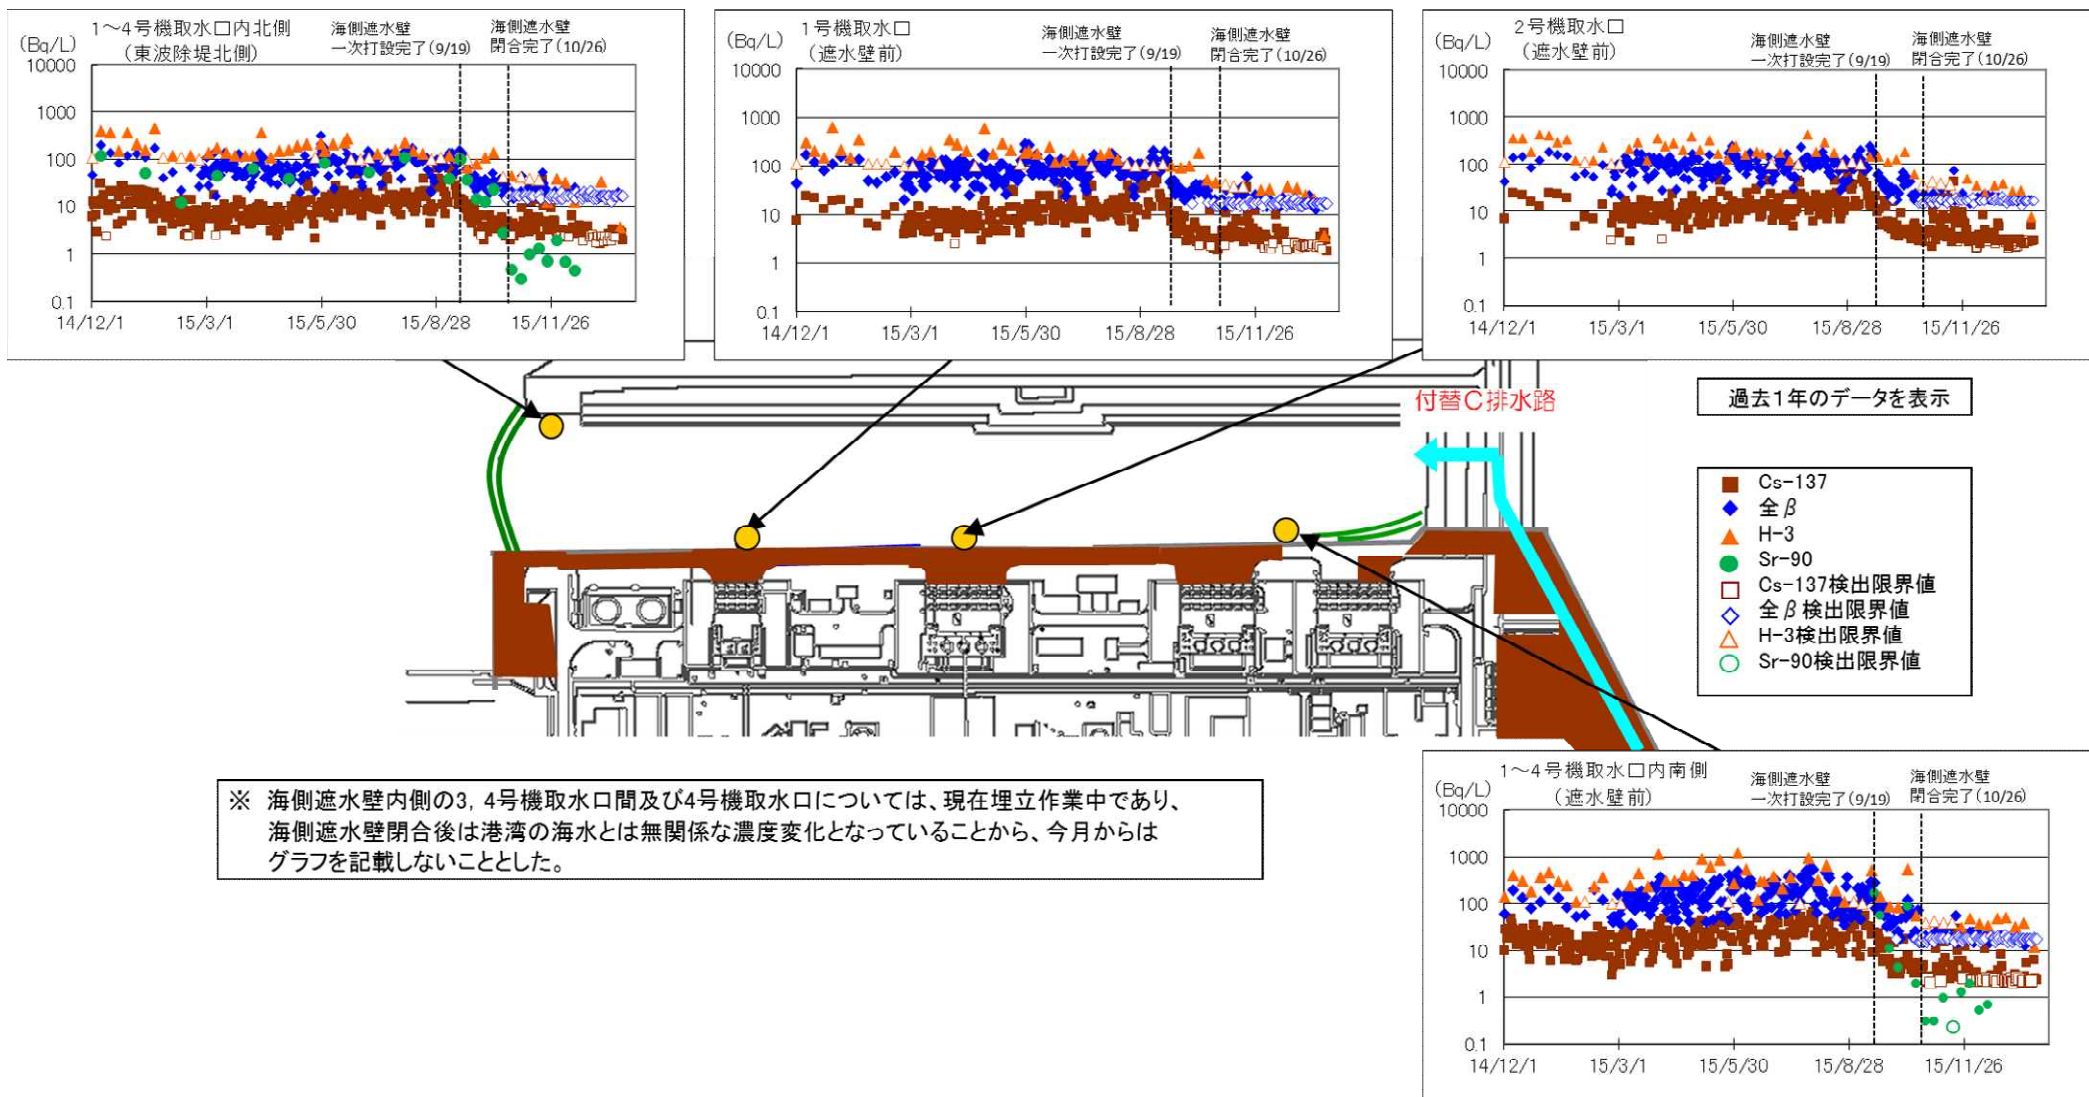 1～4号機取水口内北側
（東波除堤北側）
海側遮水壁
一次打設完了(9/19)
海側遮水壁
閉合完了(10/26)
(Bq/L)
10000
1000
100
10
1
0.1
14/12/1 15/3/1 15/5/30 15/8/28 15/11/26
1号機取水口
（遮水壁前）
海側遮水壁
一次打設完了(9/19)
海側遮水壁
閉合完了(10/26)
(Bq/L)
10000
1000
100
10
1
0.1
14/12/1 15/3/1 15/5/30 15/8/28 15/11/26
2号機取水口
（遮水壁前）
海側遮水壁
一次打設完了(9/19)
海側遮水壁
閉合完了(10/26)
(Bq/L)
10000
1000
100
10
1
0.1
14/12/1 15/3/1 15/5/30 15/8/28 15/11/26
付替C排水路
過去1年のデータを表示
Cs-137
全β
H-3
Sr-90
Cs-137検出限界値
全β検出限界値
H-3検出限界値
Sr-90検出限界値
※ 海側遮水壁内側の3，4号機取水口間及び4号機取水口については、現在埋立作業中であり、
海側遮水壁閉合後は港湾の海水とは無関係な濃度変化となっていることから、今月からは
グラフを記載しないこととした。
1～4号機取水口内南側
（遮水壁前）
海側遮水壁
一次打設完了(9/19)
海側遮水壁
閉合完了(10/26)
(Bq/L)
10000
1000
100
10
1
0.1
14/12/1 15/3/1 15/5/30 15/8/28 15/11/26